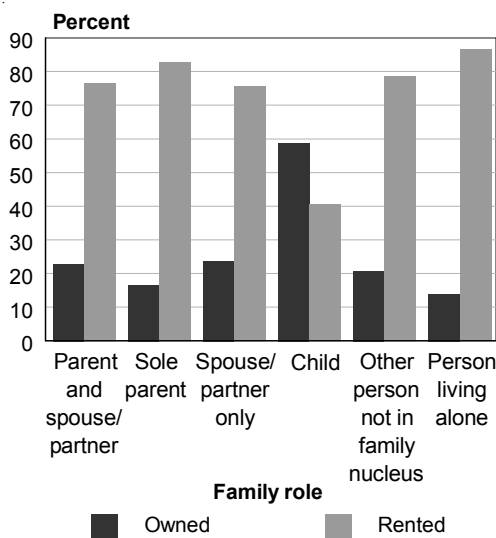 Percent
90
80
70
60
50
40
30
20
10
0
Parent and spouse/ partner
Sole parent
Spouse/ partner only
Child
Other person not in family nucleus
Person living alone
Family role
Owned
Rented